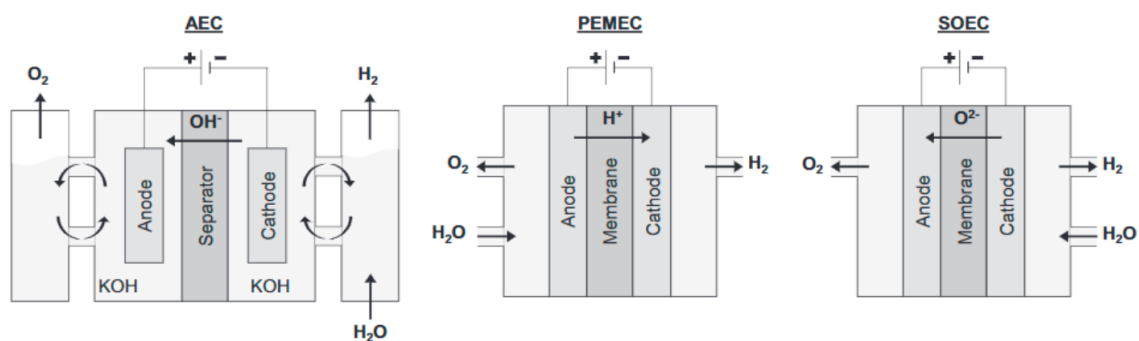 AEC
+ −
O₂
H₂
OH⁻
Anode
Separator
Cathode
KOH
KOH
H₂O
PEMEC
+ −
H⁺
O₂
H₂
H₂O
Anode
Membrane
Cathode
SOEC
+ −
O²⁻
O₂
H₂
H₂O
Anode
Membrane
Cathode